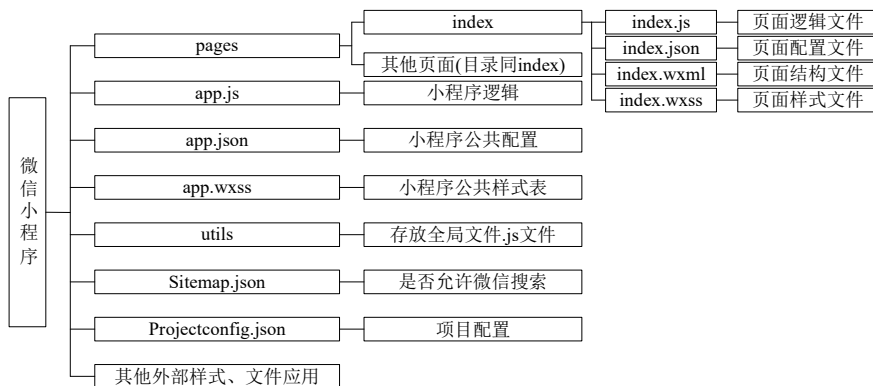 微信小程序
pages
index
index.js
页面逻辑文件
index.json
页面配置文件
index.wxml
页面结构文件
index.wxss
页面样式文件
其他页面(目录同index)
app.js
小程序逻辑
app.json
小程序公共配置
app.wxss
小程序公共样式表
utils
存放全局文件.js文件
Sitemap.json
是否允许微信搜索
Projectconfig.json
项目配置
其他外部样式、文件应用